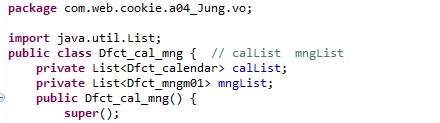 package com.web.cookie.a04_Jung.vo;
import java.util.List;
public class Dfct_cal_mng {  // calList  mngList
    private List<Dfct_calendar> calList;
    private List<Dfct_mngm01> mngList;
    public Dfct_cal_mng() {
        super();